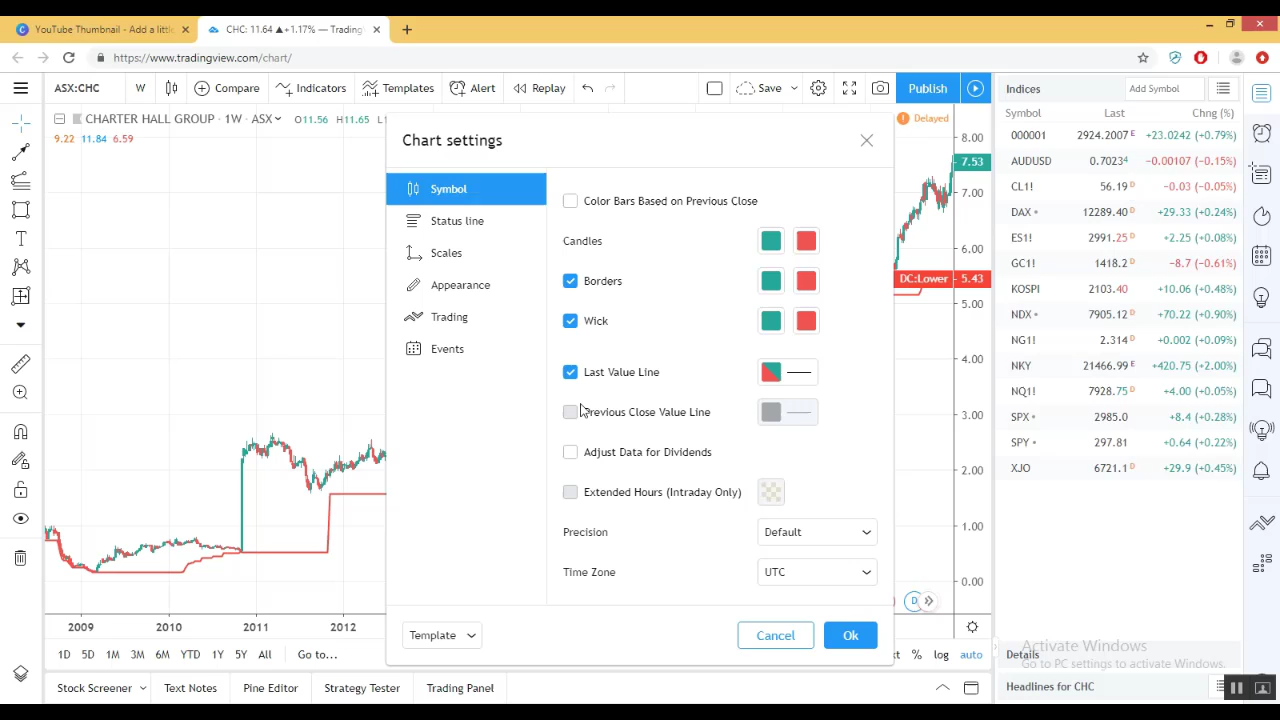 YouTube Thumbnail - Add a little
CHC: 11.64 ▲+1.17% — Trading
https://www.tradingview.com/chart/
ASX:CHC W Compare Indicators Templates Alert Replay Save Publish
Indices Add Symbol
CHARTER HALL GROUP · 1W · ASX O11.56 H11.65
9.22 11.84 6.59
Delayed
Symbol Last Chng (%)
000001 2924.2007 E +23.0242 (+0.79%)
AUDUSD 0.70234 −0.00107 (−0.15%)
CL1! 56.19 D −0.03 (−0.05%)
DAX 12289.40 D +29.33 (+0.24%)
ES1! 2991.25 D +2.25 (+0.08%)
GC1! 1418.2 D −8.7 (−0.61%)
KOSPI 2103.40 +10.06 (+0.48%)
NDX 7905.12 +70.22 (+0.90%)
NG1! 2.314 D +0.002 (+0.09%)
NKY 21466.99 E +420.75 (+2.00%)
NQ1! 7928.75 D +4.00 (+0.05%)
SPX 2985.0 +8.4 (+0.28%)
SPY 297.81 +0.64 (+0.22%)
XJO 6721.1 D +29.9 (+0.45%)
Chart settings
Symbol
Status line
Scales
Appearance
Trading
Events
Color Bars Based on Previous Close
Candles
Borders
Wick
Last Value Line
Previous Close Value Line
Adjust Data for Dividends
Extended Hours (Intraday Only)
Precision Default
Time Zone UTC
Template Cancel Ok
8.00
7.53
7.00
6.00
DC:Lower 5.43
5.00
4.00
3.00
2.00
1.00
0.00
D
2009 2010 2011 2012
1D 5D 1M 3M 6M YTD 1Y 5Y All Go to...
% log auto
Stock Screener Text Notes Pine Editor Strategy Tester Trading Panel
Details
Activate Windows
Go to PC settings to activate Windows.
Headlines for CHC